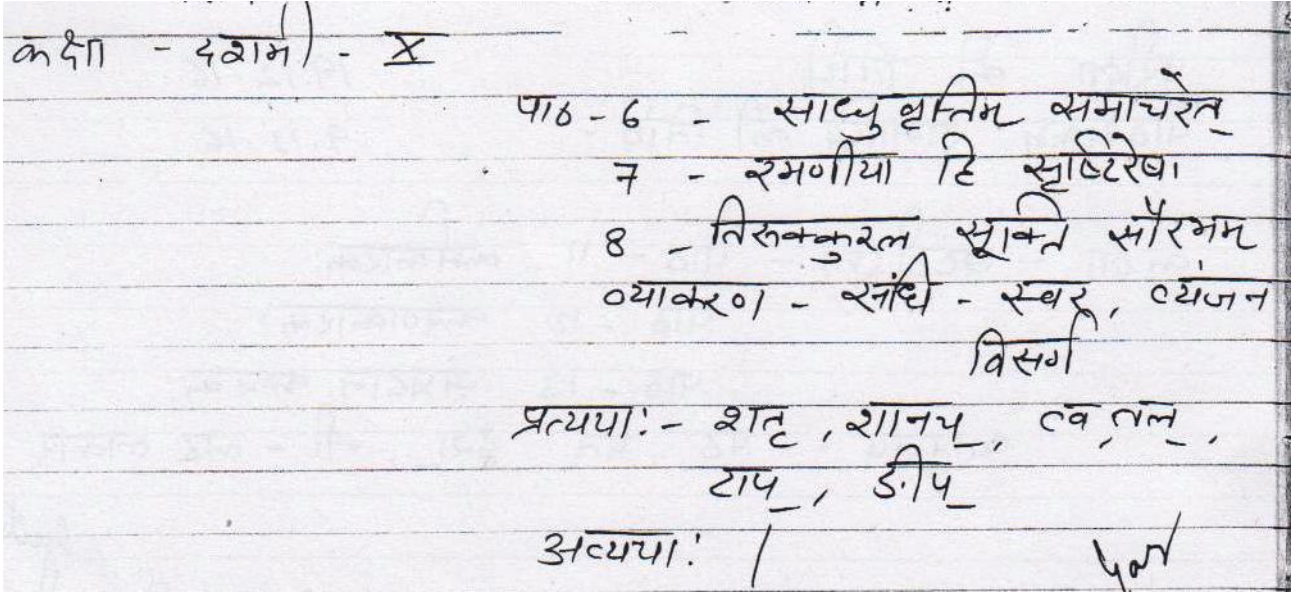 कक्षा - दशमी - X
पाठ - 6 - साधु वृत्तिम् समाचरेत्
7 - रमणीया हि सृष्टिरेषा
8 - तिरूक्कुरल सूक्ति सौरभम्
व्याकरण - संधि - स्वर, व्यंजन
विसर्ग
प्रत्ययाः - शतृ, शानच्, त्व, तल्,
टाप्, ङीप्
अव्ययाः |